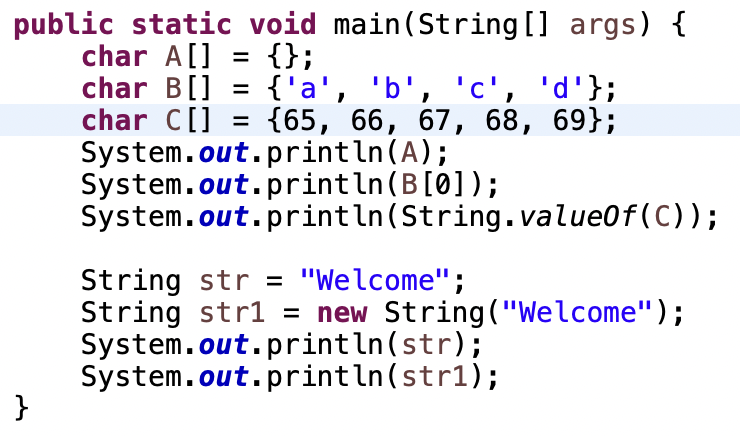 public static void main(String[] args) {
    char A[] = {};
    char B[] = {'a', 'b', 'c', 'd'};
    char C[] = {65, 66, 67, 68, 69};
    System.out.println(A);
    System.out.println(B[0]);
    System.out.println(String.valueOf(C));

    String str = "Welcome";
    String str1 = new String("Welcome");
    System.out.println(str);
    System.out.println(str1);
}